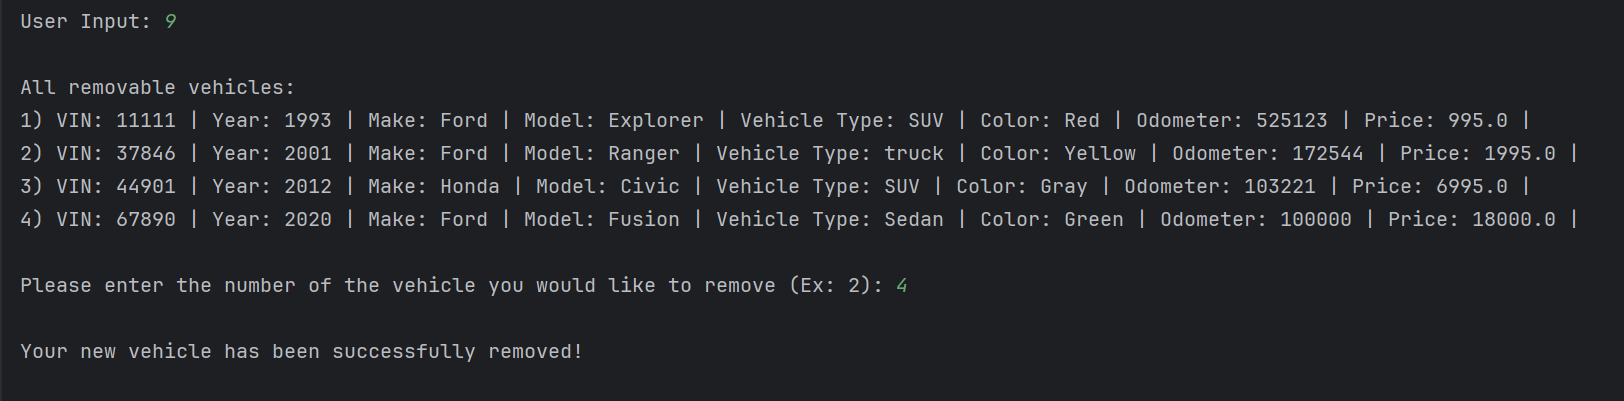 User Input: 9
All removable vehicles:
1) VIN: 11111 | Year: 1993 | Make: Ford | Model: Explorer | Vehicle Type: SUV | Color: Red | Odometer: 525123 | Price: 995.0 |
2) VIN: 37846 | Year: 2001 | Make: Ford | Model: Ranger | Vehicle Type: truck | Color: Yellow | Odometer: 172544 | Price: 1995.0 |
3) VIN: 44901 | Year: 2012 | Make: Honda | Model: Civic | Vehicle Type: SUV | Color: Gray | Odometer: 103221 | Price: 6995.0 |
4) VIN: 67890 | Year: 2020 | Make: Ford | Model: Fusion | Vehicle Type: Sedan | Color: Green | Odometer: 100000 | Price: 18000.0 |
Please enter the number of the vehicle you would like to remove (Ex: 2): 4
Your new vehicle has been successfully removed!